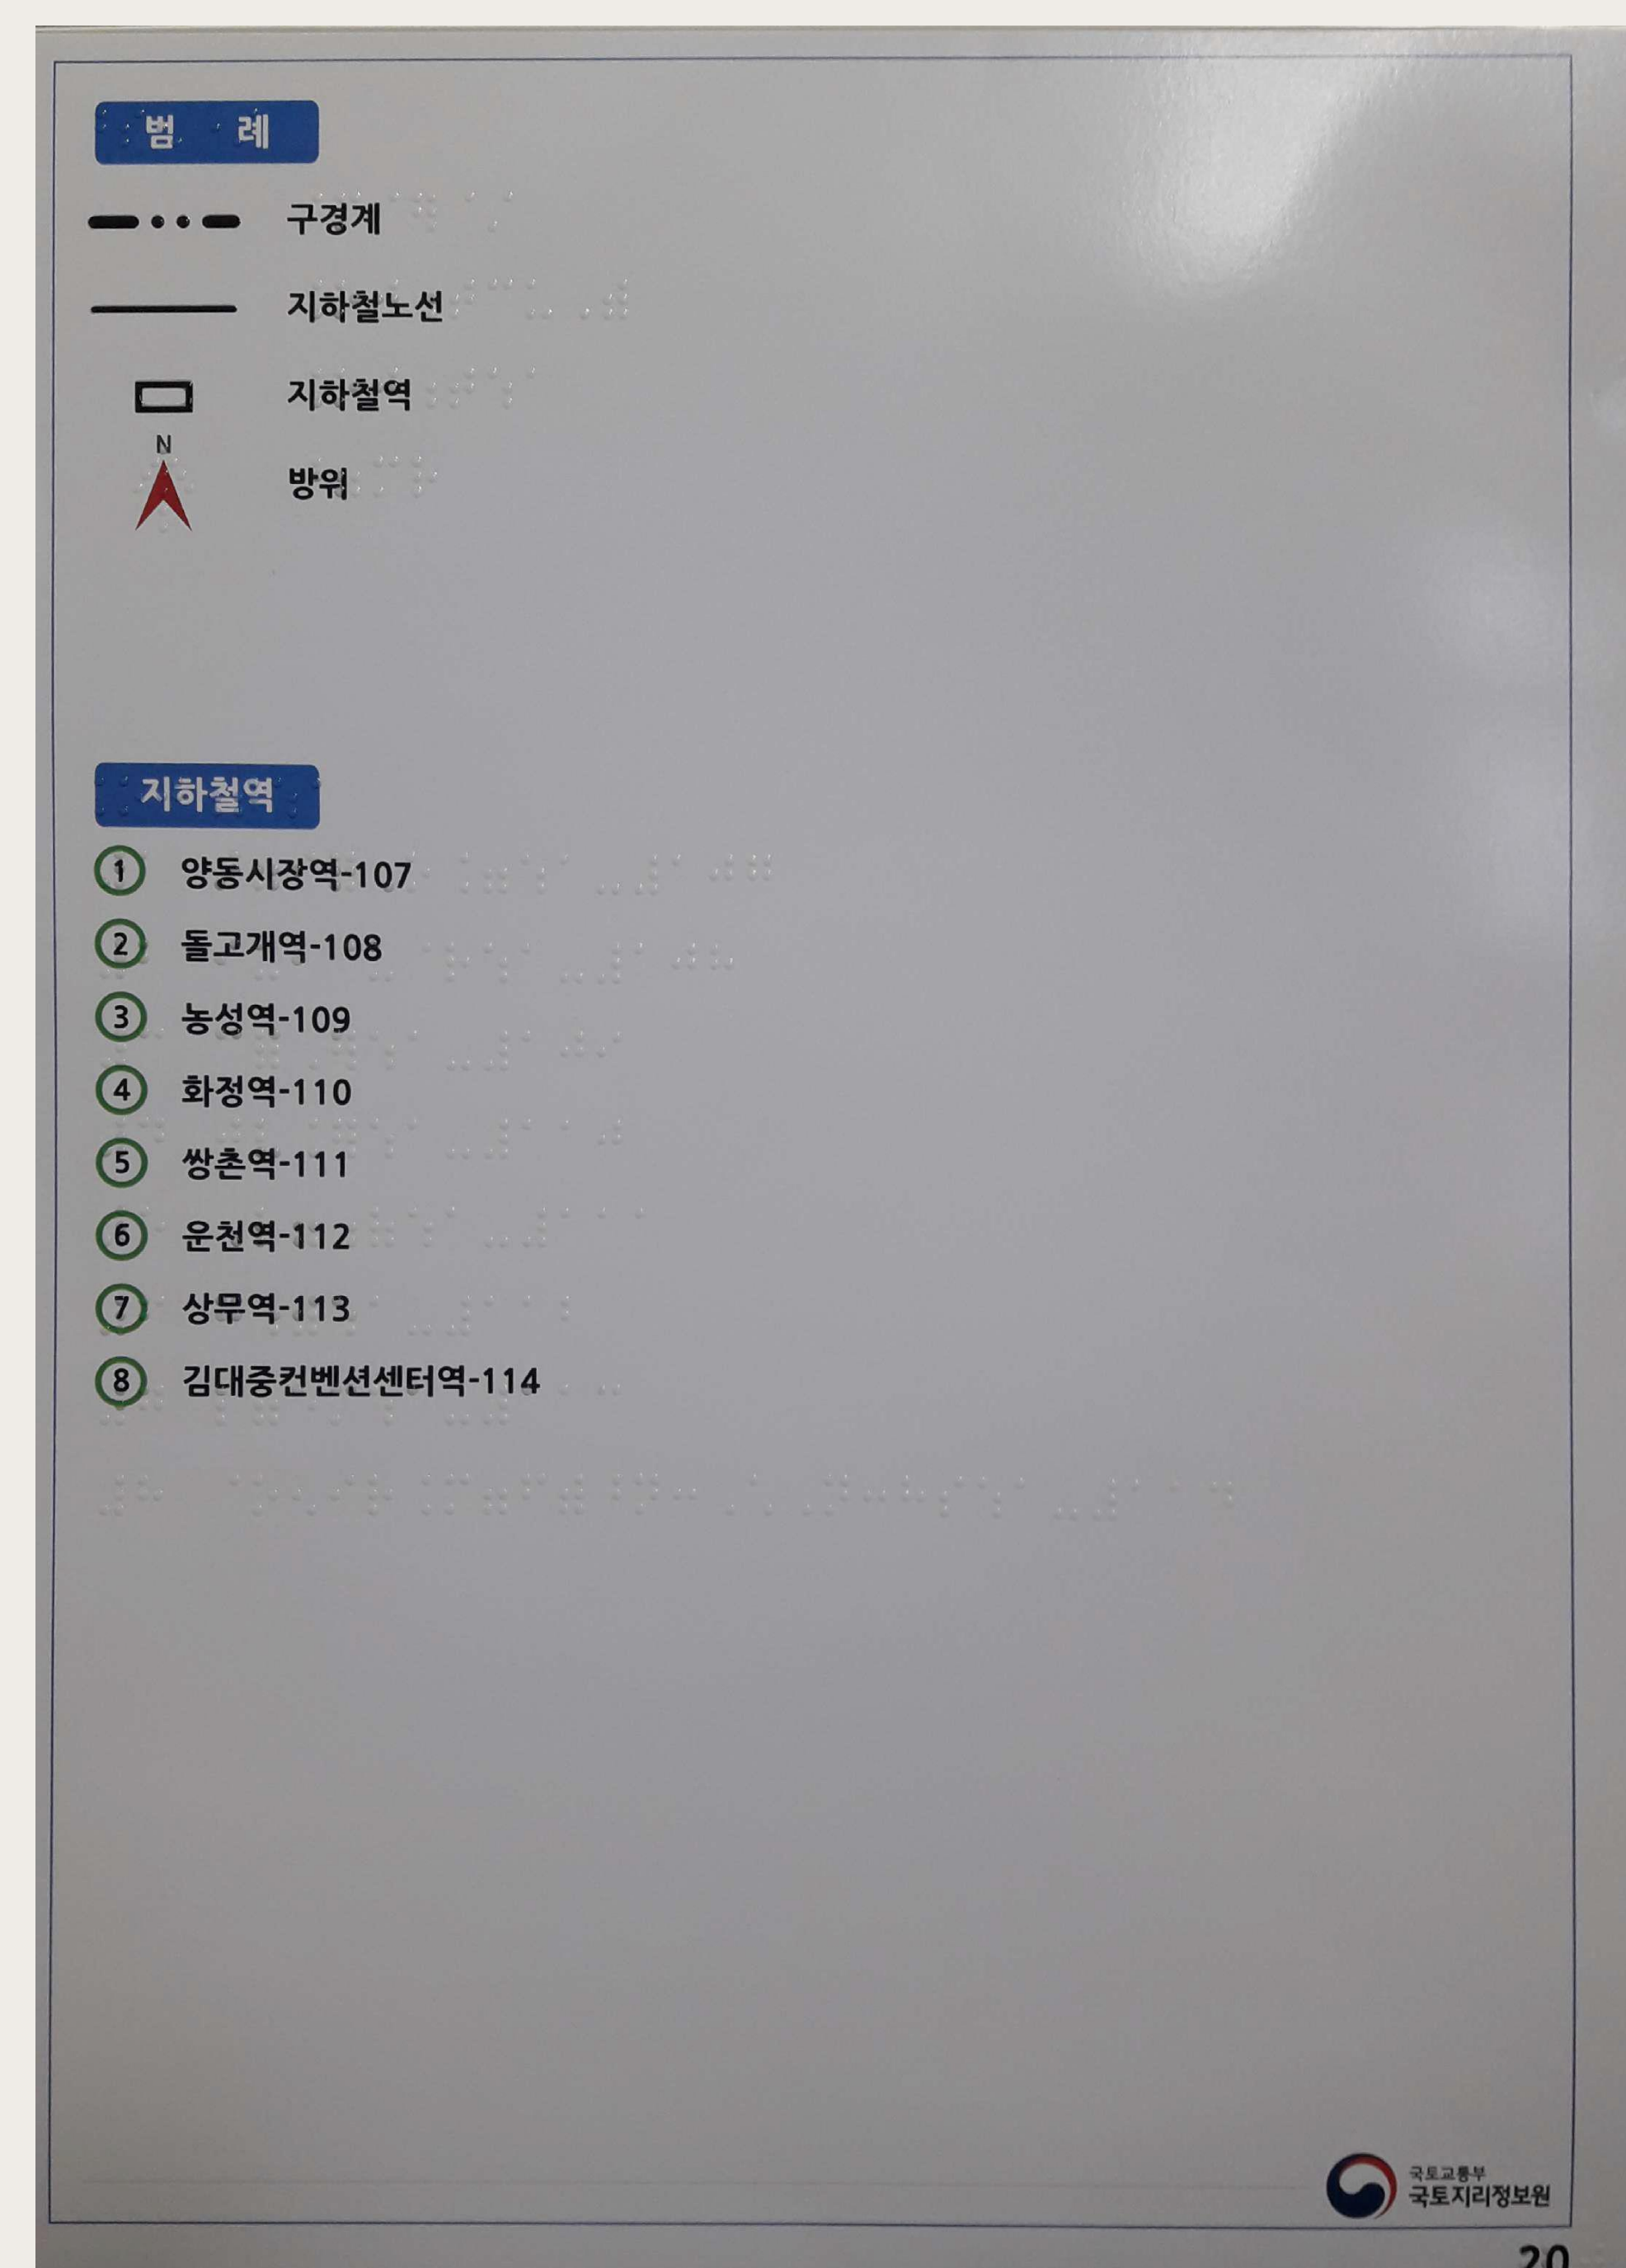 범 례
구경계
지하철노선
지하철역
N
방위
지하철역
1 양동시장역-107
2 돌고개역-108
3 농성역-109
4 화정역-110
5 쌍촌역-111
6 운천역-112
7 상무역-113
8 김대중컨벤션센터역-114
국토교통부
국토지리정보원
20